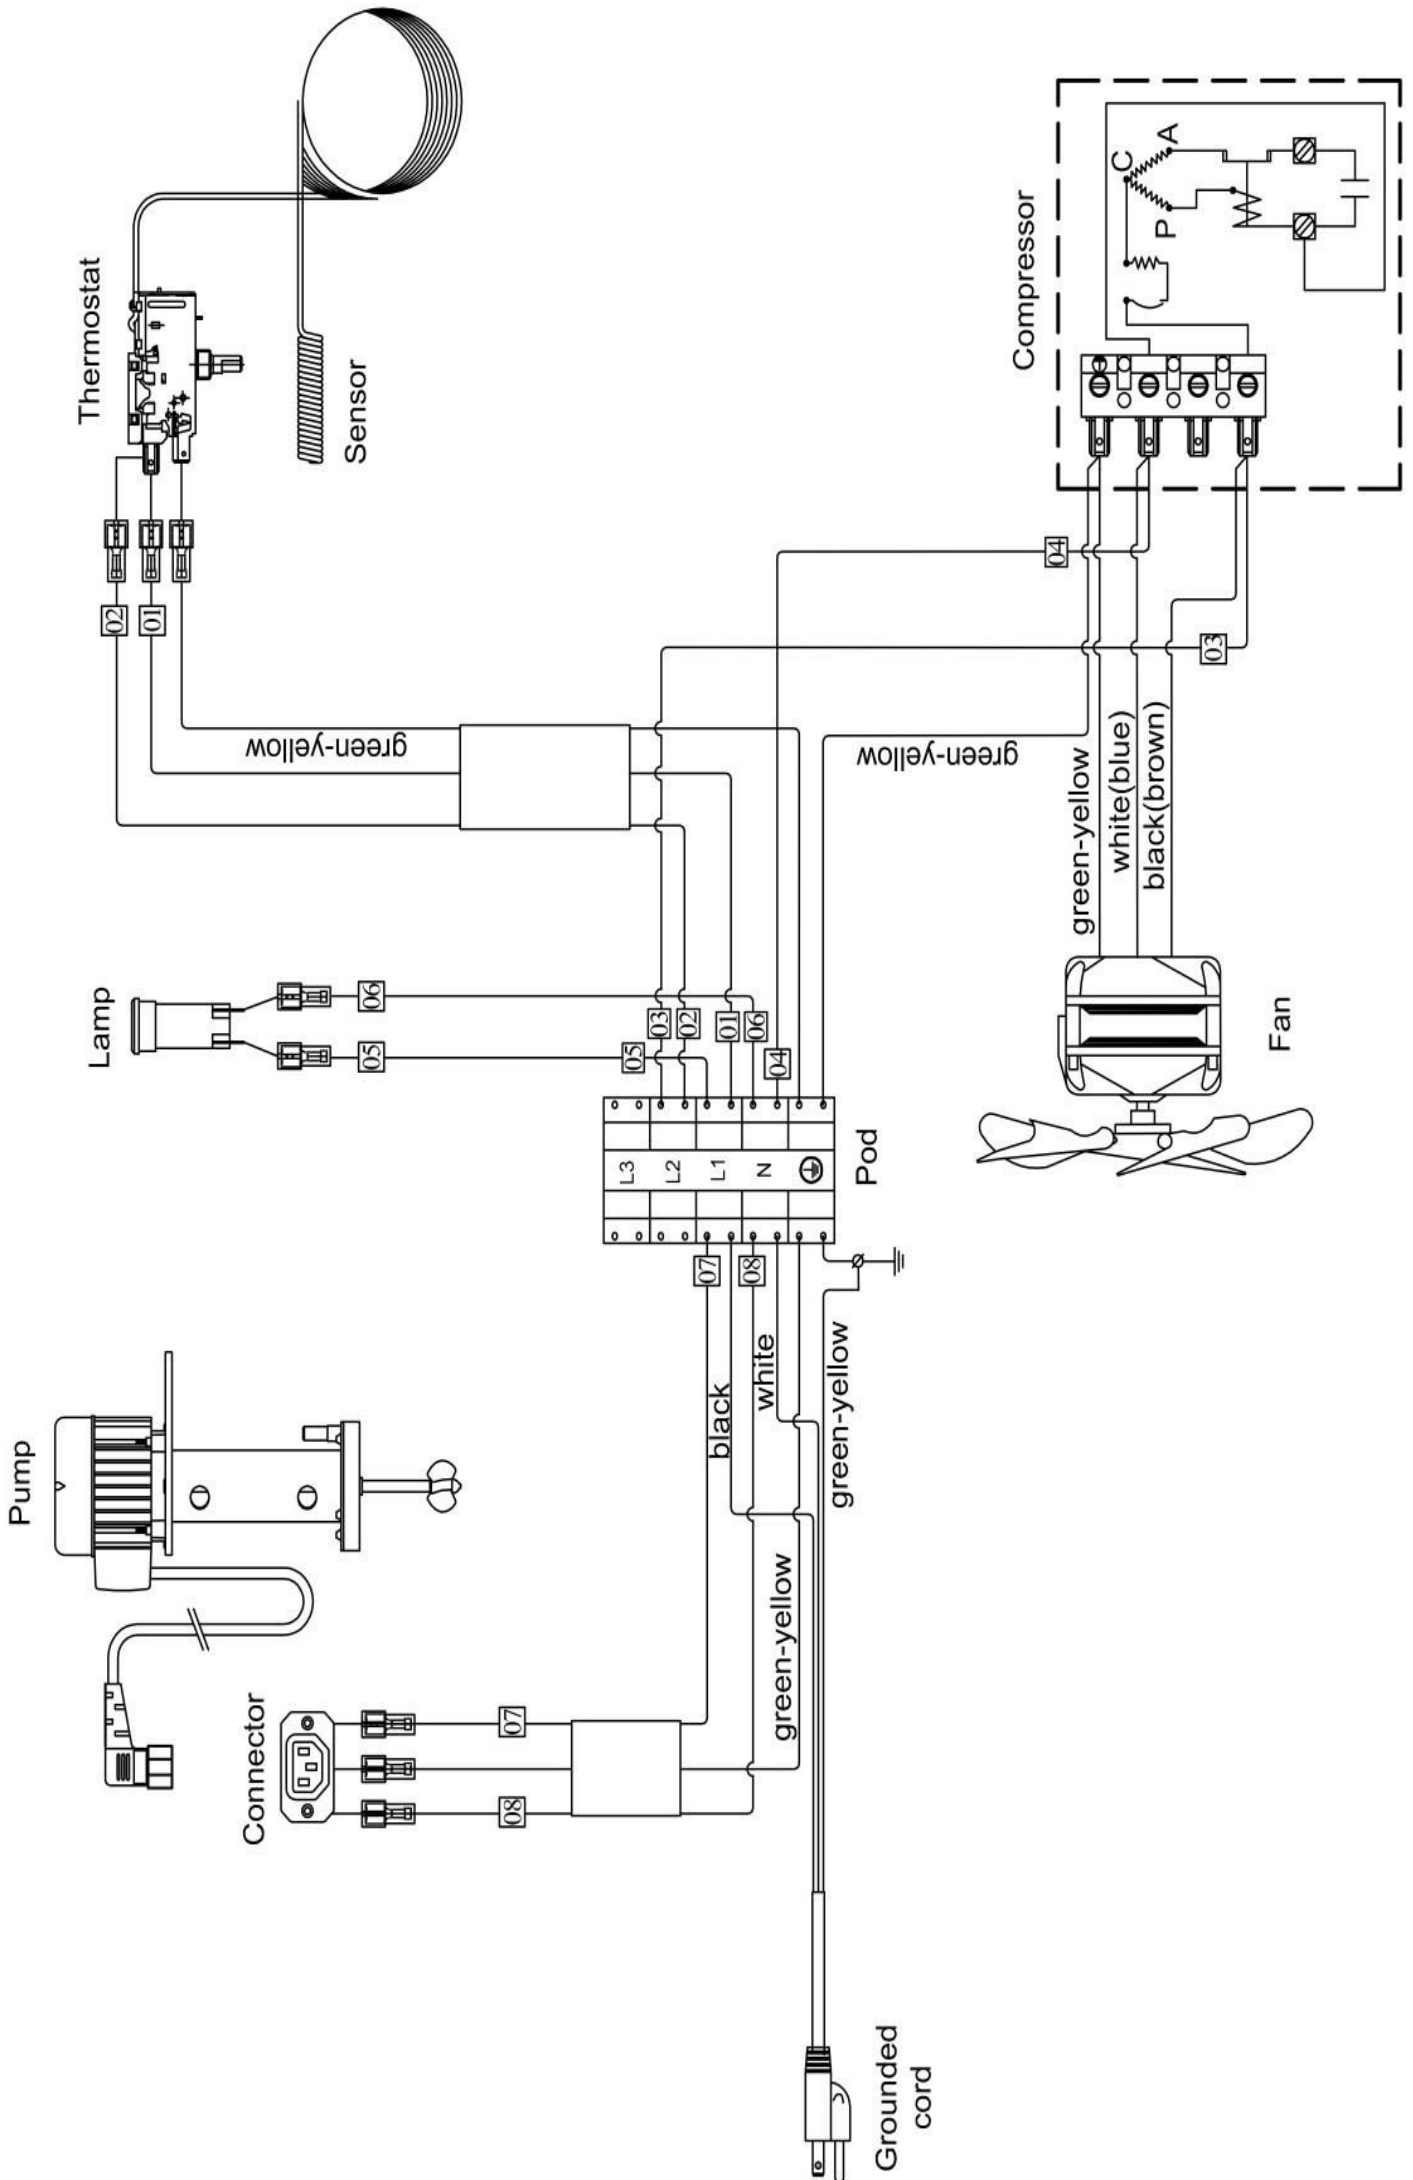 Pump
Lamp
Thermostat
Connector
Sensor
Compressor
02
01
05
06
07
08
green-yellow
C
A
P
04
03
05
03
02
01
06
04
L3
L2
L1
N
Pod
07
08
black
white
green-yellow
green-yellow
green-yellow
green-yellow
white(blue)
black(brown)
Fan
Grounded
cord